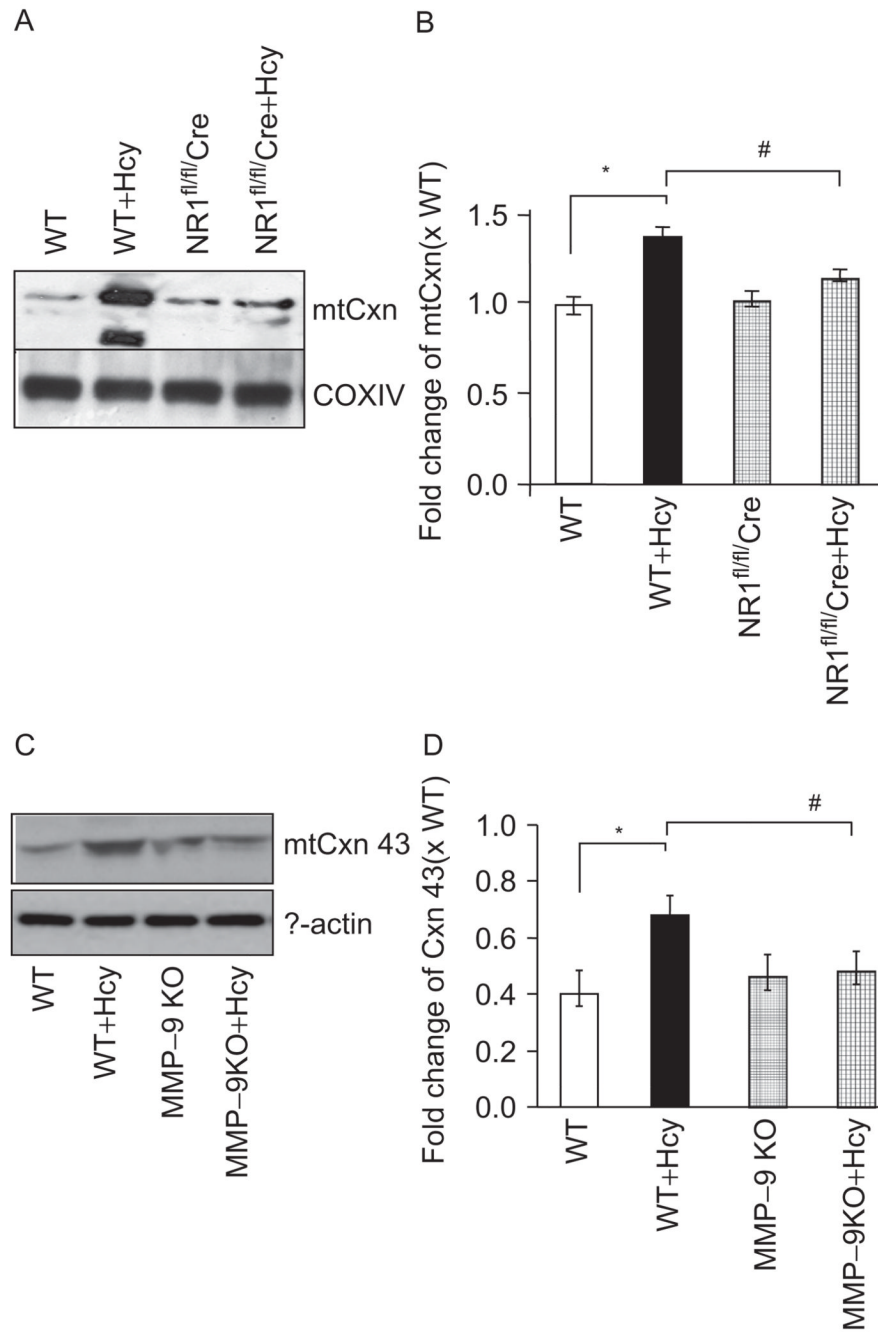 A
WT
WT+Hcy
NR1fl/fl/Cre
NR1fl/fl/Cre+Hcy
mtCxn
COXIV
B
Fold change of mtCxn(x WT)
*
#
1.5
1.0
0.5
0.0
WT
WT+Hcy
NR1fl/fl/Cre
NR1fl/fl/Cre+Hcy
C
mtCxn 43
?-actin
WT
WT+Hcy
MMP–9 KO
MMP–9KO+Hcy
D
Fold change of Cxn 43(x WT)
*
#
1.0
0.8
0.6
0.4
0.2
0.0
WT
WT+Hcy
MMP–9 KO
MMP–9KO+Hcy